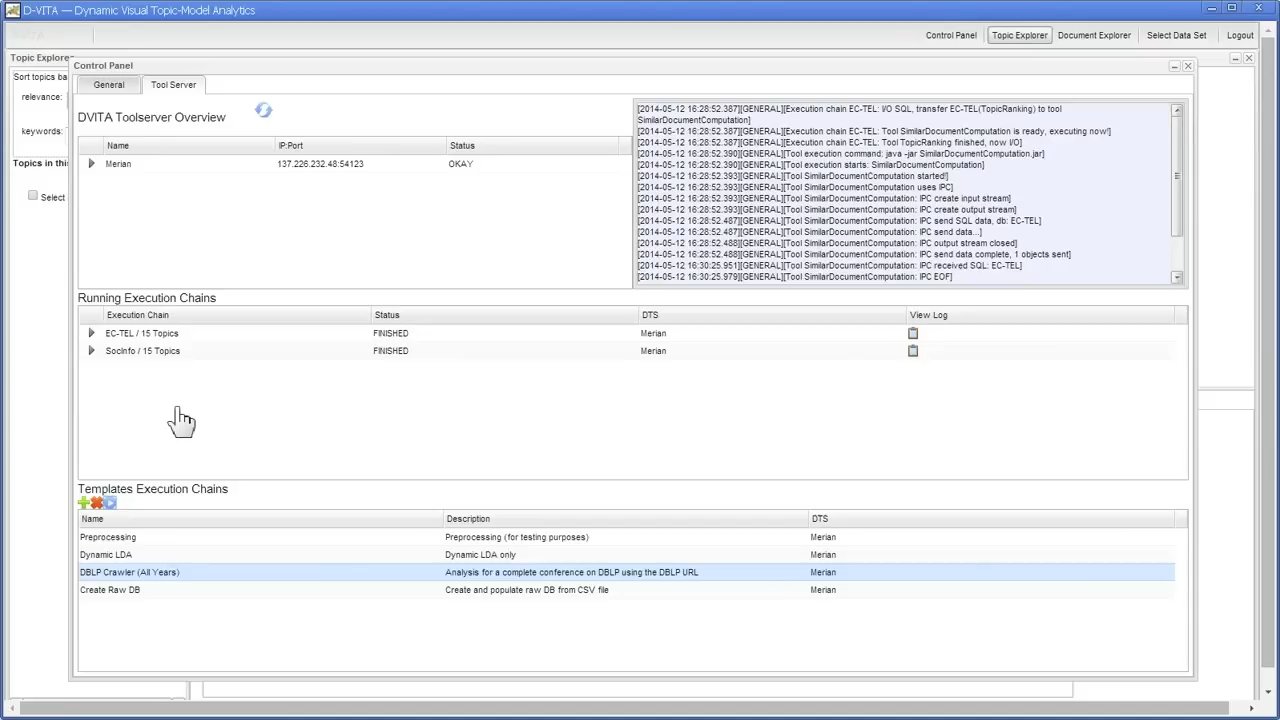 D-VITA — Dynamic Visual Topic-Model Analytics
Control Panel
Topic Explorer
Document Explorer
Select Data Set
Logout
Topic Explorer
Sort topics
relevance:
keywords:
Topics in
Select
Control Panel
General
Tool Server
DVITA Toolserver Overview
Name IP:Port Status
Merian 137.226.232.48:54123 OKAY
[2014-05-12 16:28:52.387][GENERAL][Execution chain EC-TEL: I/O SQL, transfer EC-TEL(TopicRanking) to tool
SimilarDocumentComputation]
[2014-05-12 16:28:52.387][GENERAL][Execution chain EC-TEL: Tool SimilarDocumentComputation is ready, executing now!]
[2014-05-12 16:28:52.387][GENERAL][Execution chain EC-TEL: Tool TopicRanking finished, now I/O]
[2014-05-12 16:28:52.390][GENERAL][Tool execution command: java -jar SimilarDocumentComputation.jar]
[2014-05-12 16:28:52.390][GENERAL][Tool execution starts: SimilarDocumentComputation]
[2014-05-12 16:28:52.393][GENERAL][Tool SimilarDocumentComputation started!]
[2014-05-12 16:28:52.393][GENERAL][Tool SimilarDocumentComputation uses IPC]
[2014-05-12 16:28:52.393][GENERAL][Tool SimilarDocumentComputation: IPC create input stream]
[2014-05-12 16:28:52.393][GENERAL][Tool SimilarDocumentComputation: IPC create output stream]
[2014-05-12 16:28:52.393][GENERAL][Tool SimilarDocumentComputation: IPC send SQL data, db: EC-TEL]
[2014-05-12 16:28:52.487][GENERAL][Tool SimilarDocumentComputation: IPC send data...]
[2014-05-12 16:28:52.488][GENERAL][Tool SimilarDocumentComputation: IPC output stream closed]
[2014-05-12 16:28:52.488][GENERAL][Tool SimilarDocumentComputation: IPC send data complete, 1 objects sent]
[2014-05-12 16:30:25.951][GENERAL][Tool SimilarDocumentComputation: IPC received SQL: EC-TEL]
[2014-05-12 16:30:25.979][GENERAL][Tool SimilarDocumentComputation: IPC EOF]
Running Execution Chains
Execution Chain Status DTS View Log
EC-TEL / 15 Topics FINISHED Merian
SocInfo / 15 Topics FINISHED Merian
Templates Execution Chains
Name Description DTS
Preprocessing Preprocessing (for testing purposes) Merian
Dynamic LDA Dynamic LDA only Merian
DBLP Crawler (All Years) Analysis for a complete conference on DBLP using the DBLP URL Merian
Create Raw DB Create and populate raw DB from CSV file Merian